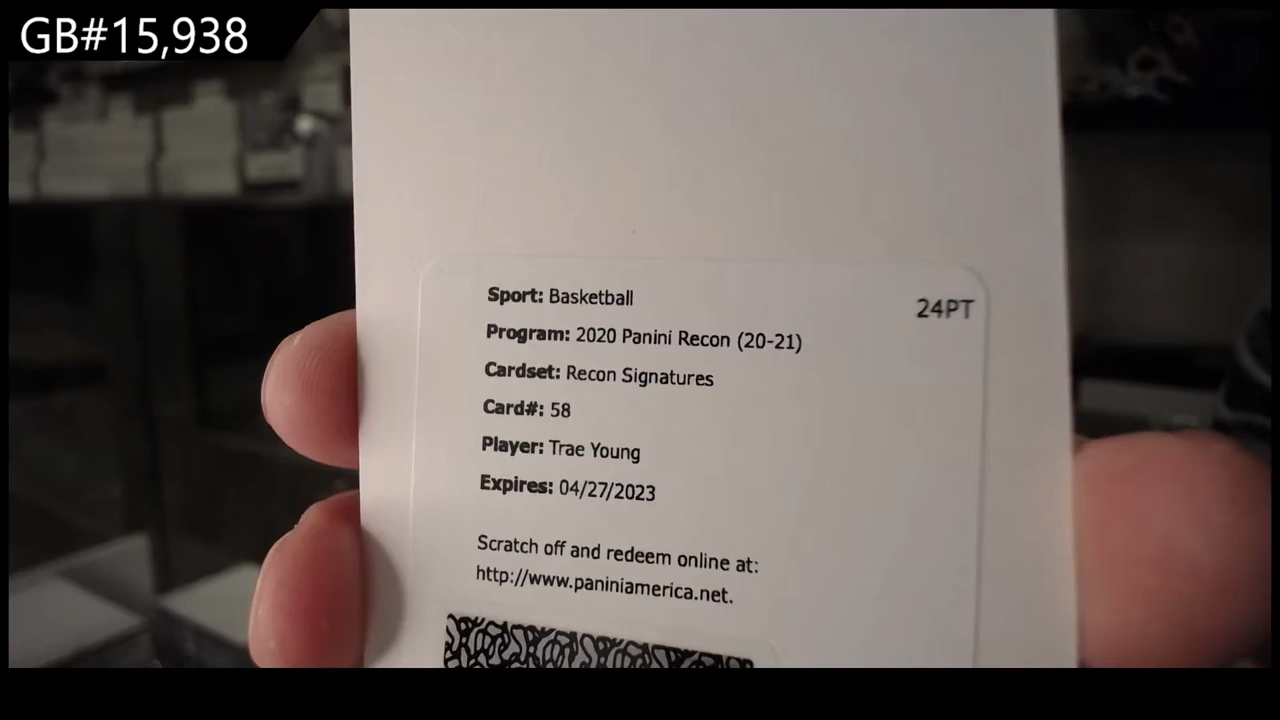 GB#15,938
Sport: Basketball
24PT
Program: 2020 Panini Recon (20-21)
Cardset: Recon Signatures
Card#: 58
Player: Trae Young
Expires: 04/27/2023
Scratch off and redeem online at:
http://www.paniniamerica.net.